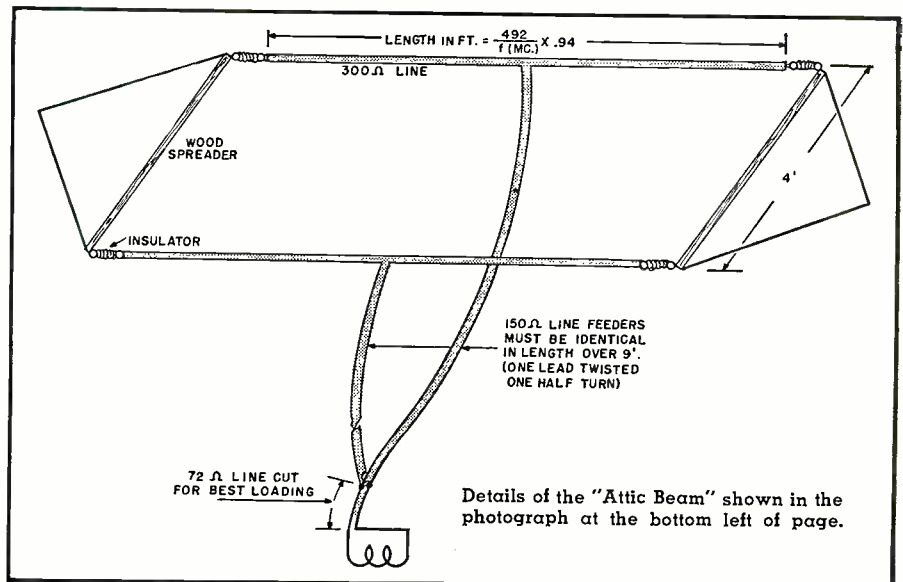 LENGTH IN FT. = 492 / f (MC.) X .94
300Ω LINE
WOOD
SPREADER
4'
INSULATOR
150Ω LINE FEEDERS
MUST BE IDENTICAL
IN LENGTH OVER 9'.
(ONE LEAD TWISTED
ONE HALF TURN)
72 Ω LINE CUT
FOR BEST LOADING
Details of the "Attic Beam" shown in the
photograph at the bottom left of page.